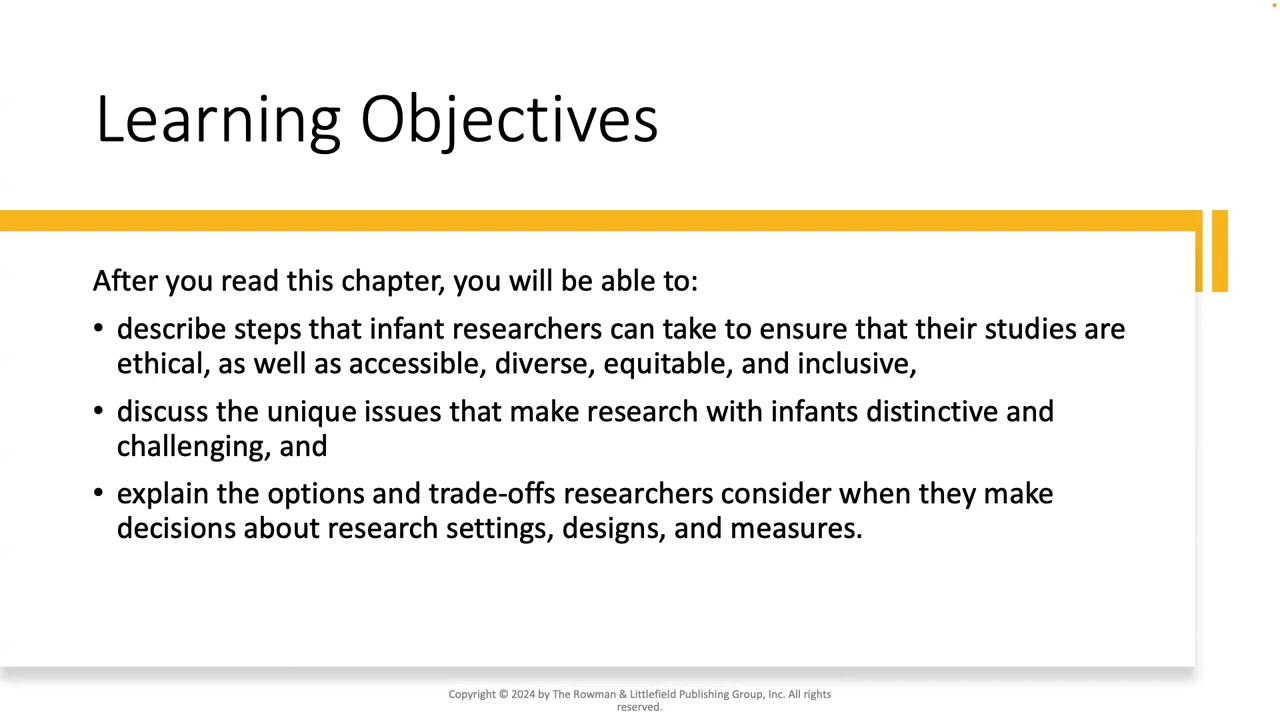 Learning Objectives
After you read this chapter, you will be able to:
• describe steps that infant researchers can take to ensure that their studies are
ethical, as well as accessible, diverse, equitable, and inclusive,
• discuss the unique issues that make research with infants distinctive and
challenging, and
• explain the options and trade-offs researchers consider when they make
decisions about research settings, designs, and measures.
Copyright © 2024 by The Rowman & Littlefield Publishing Group, Inc. All rights
reserved.